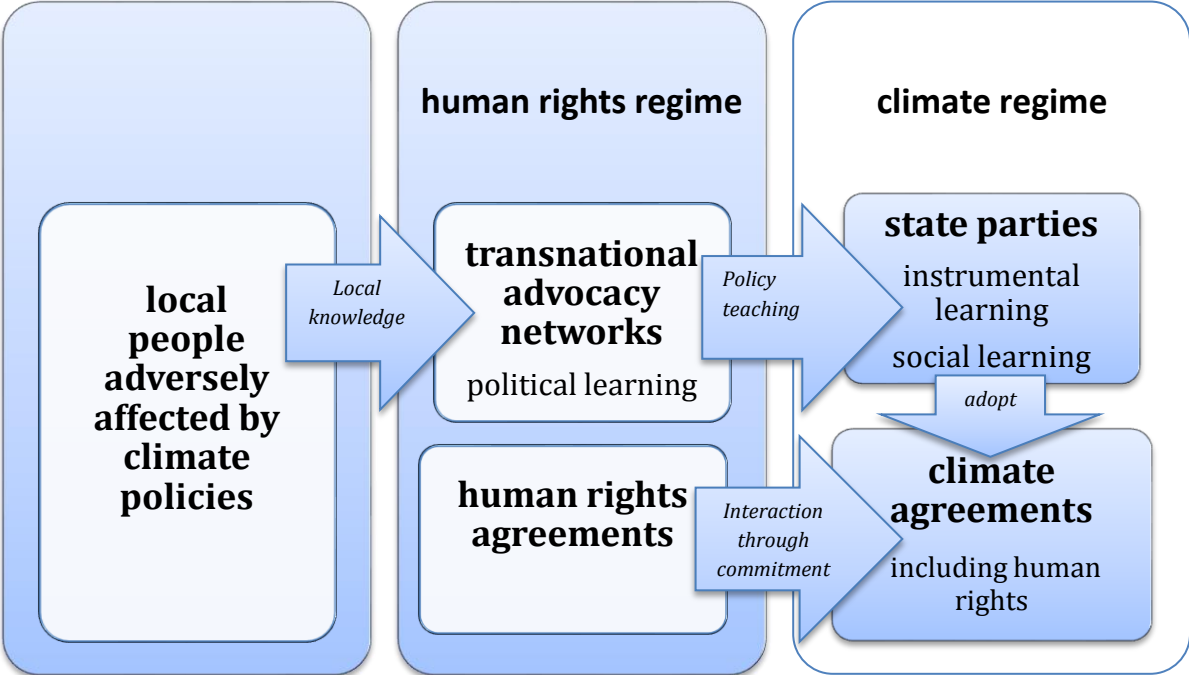 human rights regime
climate regime
local
people
adversely
affected by
climate
policies
Local
knowledge
transnational
advocacy
networks
political learning
Policy
teaching
state parties
instrumental
learning
social learning
adopt
human rights
agreements
Interaction
through
commitment
climate
agreements
including human
rights